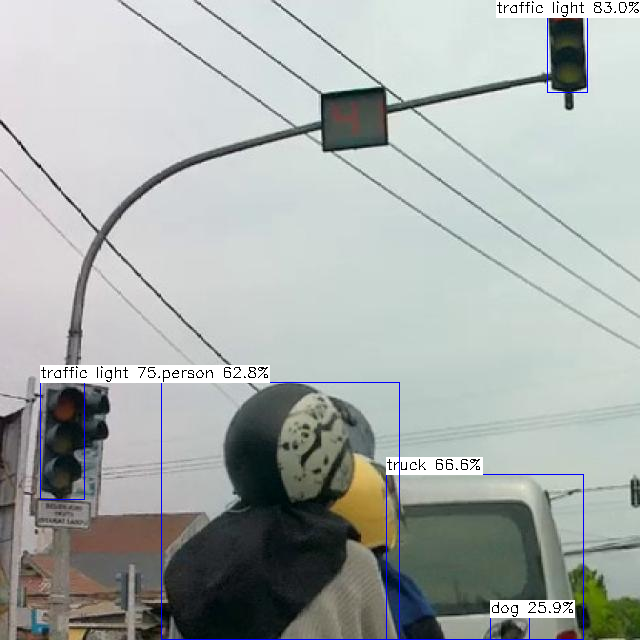 traffic light 83.0%
4
traffic light 75.person 62.8%
truck 66.6%
dog 25.9%